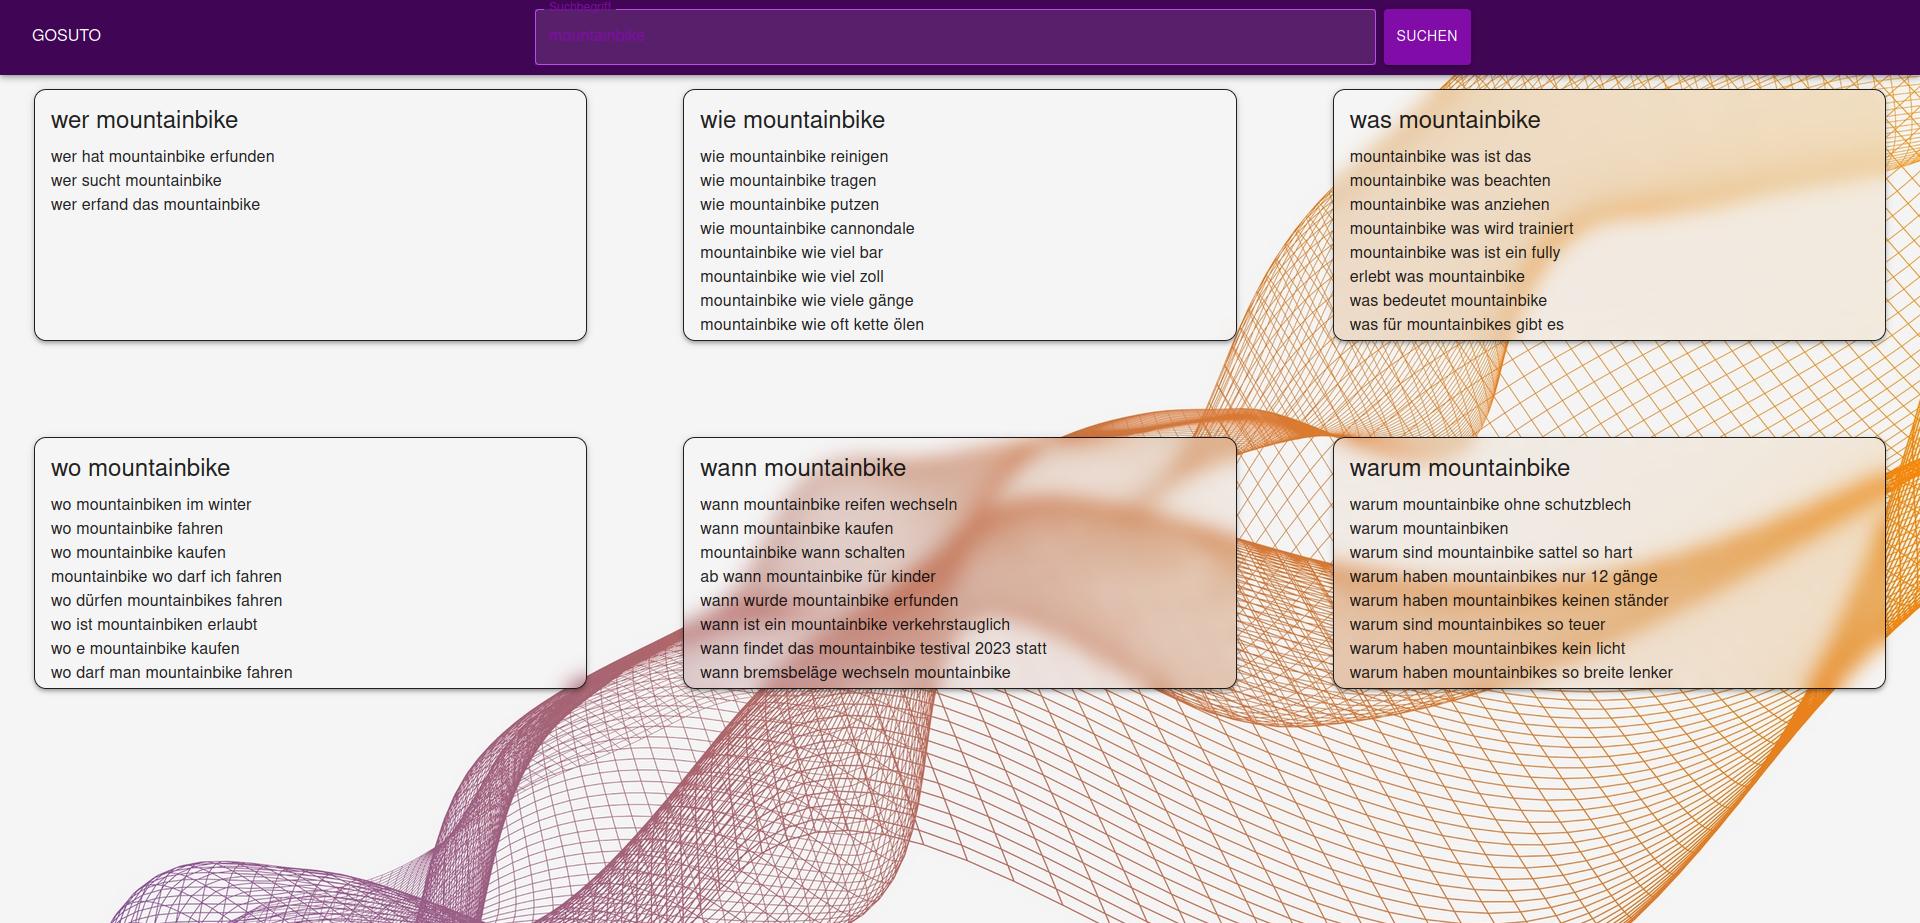 GOSUTO
Suchbegriff
mountainbike
SUCHEN
wer mountainbike
wer hat mountainbike erfunden
wer sucht mountainbike
wer erfand das mountainbike
wie mountainbike
wie mountainbike reinigen
wie mountainbike tragen
wie mountainbike putzen
wie mountainbike cannondale
mountainbike wie viel bar
mountainbike wie viel zoll
mountainbike wie viele gänge
mountainbike wie oft kette ölen
was mountainbike
mountainbike was ist das
mountainbike was beachten
mountainbike was anziehen
mountainbike was wird trainiert
mountainbike was ist ein fully
erlebt was mountainbike
was bedeutet mountainbike
was für mountainbikes gibt es
wo mountainbike
wo mountainbiken im winter
wo mountainbike fahren
wo mountainbike kaufen
mountainbike wo darf ich fahren
wo dürfen mountainbikes fahren
wo ist mountainbiken erlaubt
wo e mountainbike kaufen
wo darf man mountainbike fahren
wann mountainbike
wann mountainbike reifen wechseln
wann mountainbike kaufen
mountainbike wann schalten
ab wann mountainbike für kinder
wann wurde mountainbike erfunden
wann ist ein mountainbike verkehrstauglich
wann findet das mountainbike testival 2023 statt
wann bremsbeläge wechseln mountainbike
warum mountainbike
warum mountainbike ohne schutzblech
warum mountainbiken
warum sind mountainbike sattel so hart
warum haben mountainbikes nur 12 gänge
warum haben mountainbikes keinen ständer
warum sind mountainbikes so teuer
warum haben mountainbikes kein licht
warum haben mountainbikes so breite lenker